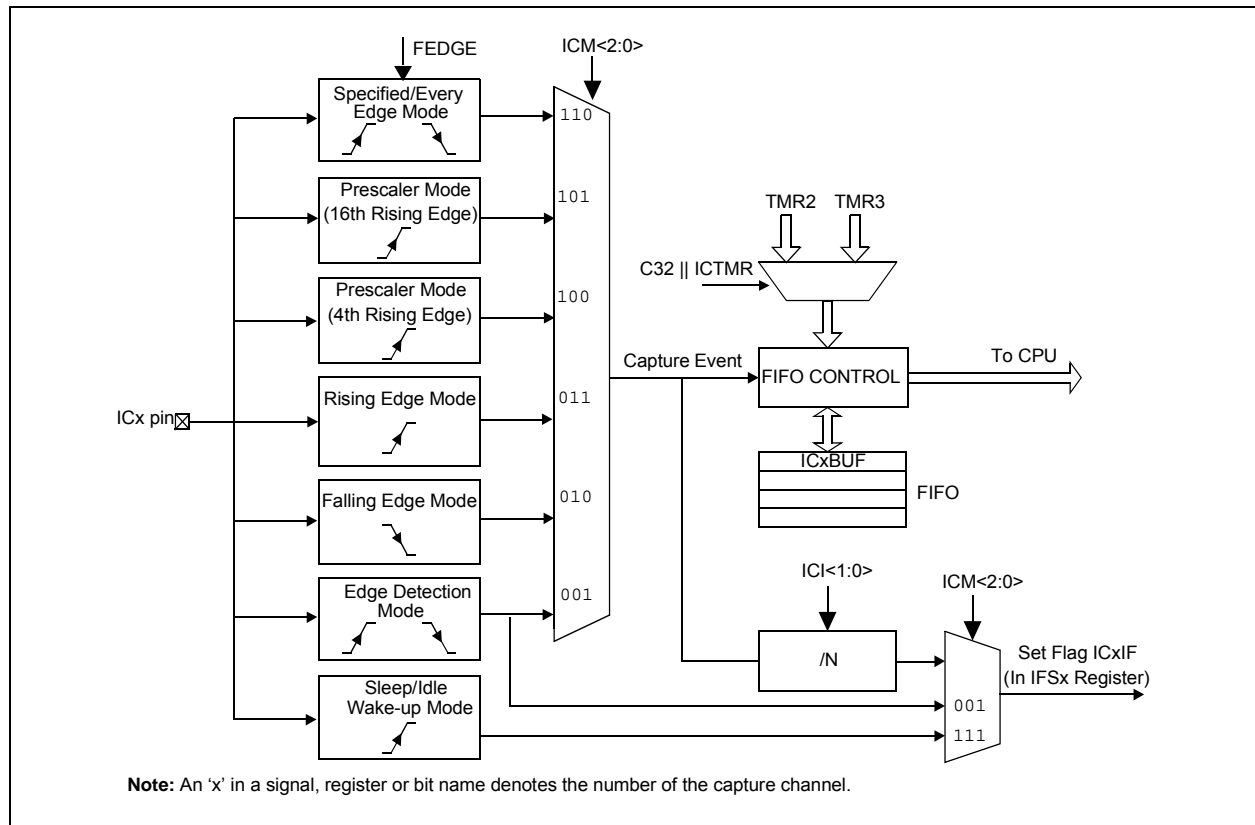 FEDGE
ICM<2:0>
Specified/Every
Edge Mode
110
Prescaler Mode
(16th Rising Edge)
101
TMR2
TMR3
C32 || ICTMR
Prescaler Mode
(4th Rising Edge)
100
Capture Event
FIFO CONTROL
To CPU
ICx pin
Rising Edge Mode
011
ICxBUF
FIFO
Falling Edge Mode
010
Edge Detection
Mode
001
ICI<1:0>
ICM<2:0>
/N
Set Flag ICxIF
(In IFSx Register)
Sleep/Idle
Wake-up Mode
001
111
Note: An ‘x’ in a signal, register or bit name denotes the number of the capture channel.